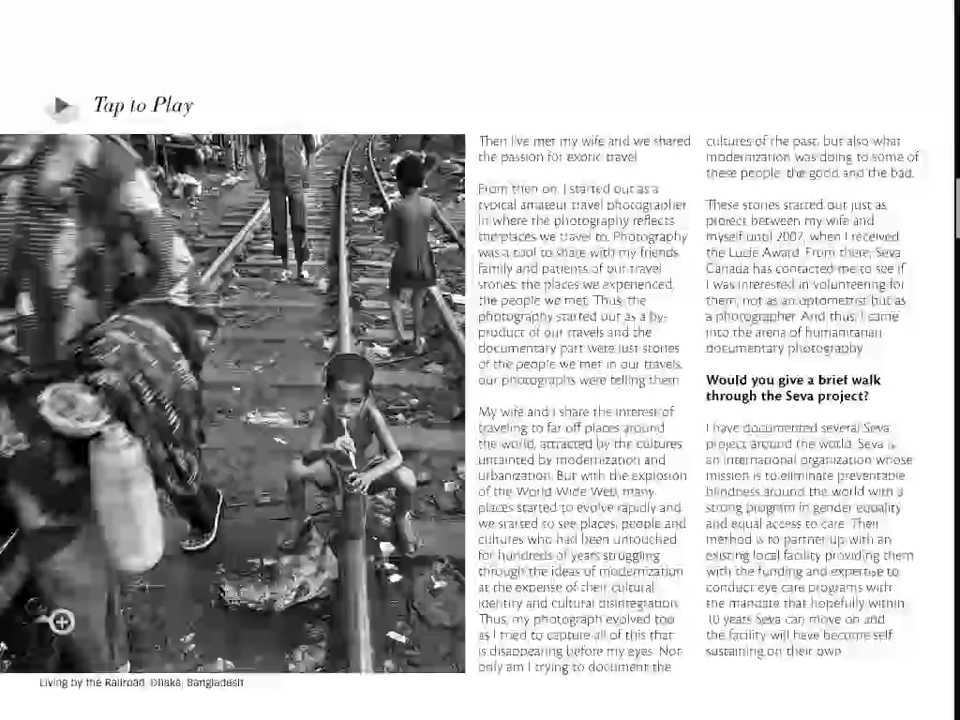 Tap to Play
Then I've met my wife and we shared
the passion for exotic travel
From then on, I started out as a
typical amateur travel photographer
in where the photography reflects
the places we travel to. Photography
was a tool to share with my friends
family and patients of our travel
stories: the places we experienced,
the people we met. Thus, the
photography started out as a by-
product of our travels and the
documentary part were just stories
of the people we met in our travels,
our photographs were telling them
My wife and I share the interest of
traveling to far off places around
the world, attracted by the cultures
untainted by modernization and
urbanization. But with the explosion
of the World Wide Web, many
places started to evolve rapidly and
we started to see places, people and
cultures who had been untouched
for hundreds of years struggling
through the ideas of modernization
at the expense of their cultural
identity and cultural disintegration.
Thus, my photograph evolved too
as I tried to capture all of this that
is disappearing before my eyes. Not
only am I trying to document the
cultures of the past, but also what
modernization was doing to some of
these people, the good and the bad.
These stories started out just as
project between my wife and
myself until 2007, when I received
the Lucie Award. From there, Seva
Canada has contacted me to see if
I was interested in volunteering for
them, not as an optometrist but as
a photographer. And thus, I came
into the arena of humanitarian
documentary photography
Would you give a brief walk
through the Seva project?
I have documented several Seva
project around the world. Seva is
an international organization whose
mission is to eliminate preventable
blindness around the world with a
strong program in gender equality
and equal access to care. Their
method is to partner up with an
existing local facility providing them
with the funding and expertise to
conduct eye care programs with
the mandate that hopefully within
10 years Seva can move on and
the facility will have become self
sustaining on their own
Living by the Railroad, Dhaka, Bangladesh